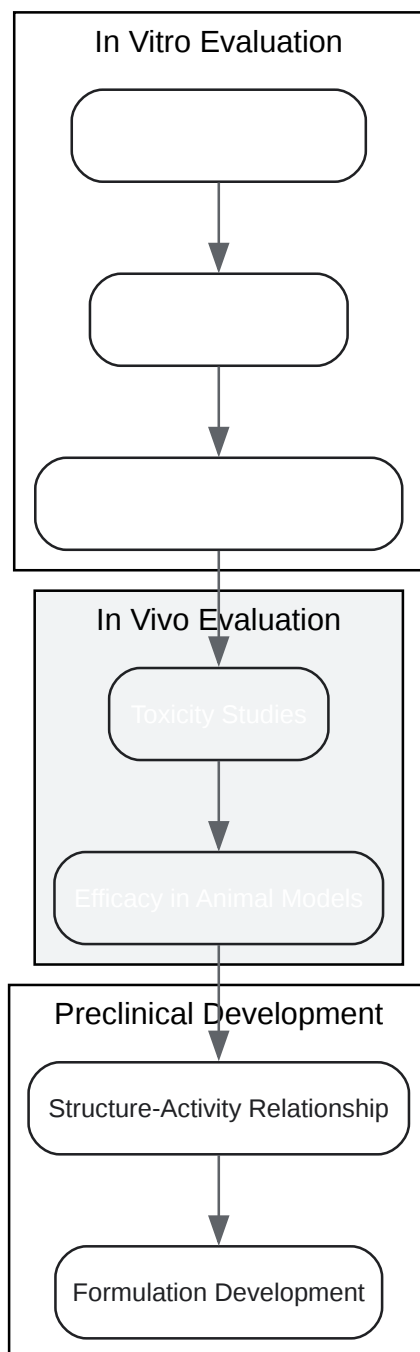 In Vitro Evaluation
In Vivo Evaluation
Toxicity Studies
Efficacy in Animal Models
Preclinical Development
Structure-Activity Relationship
Formulation Development